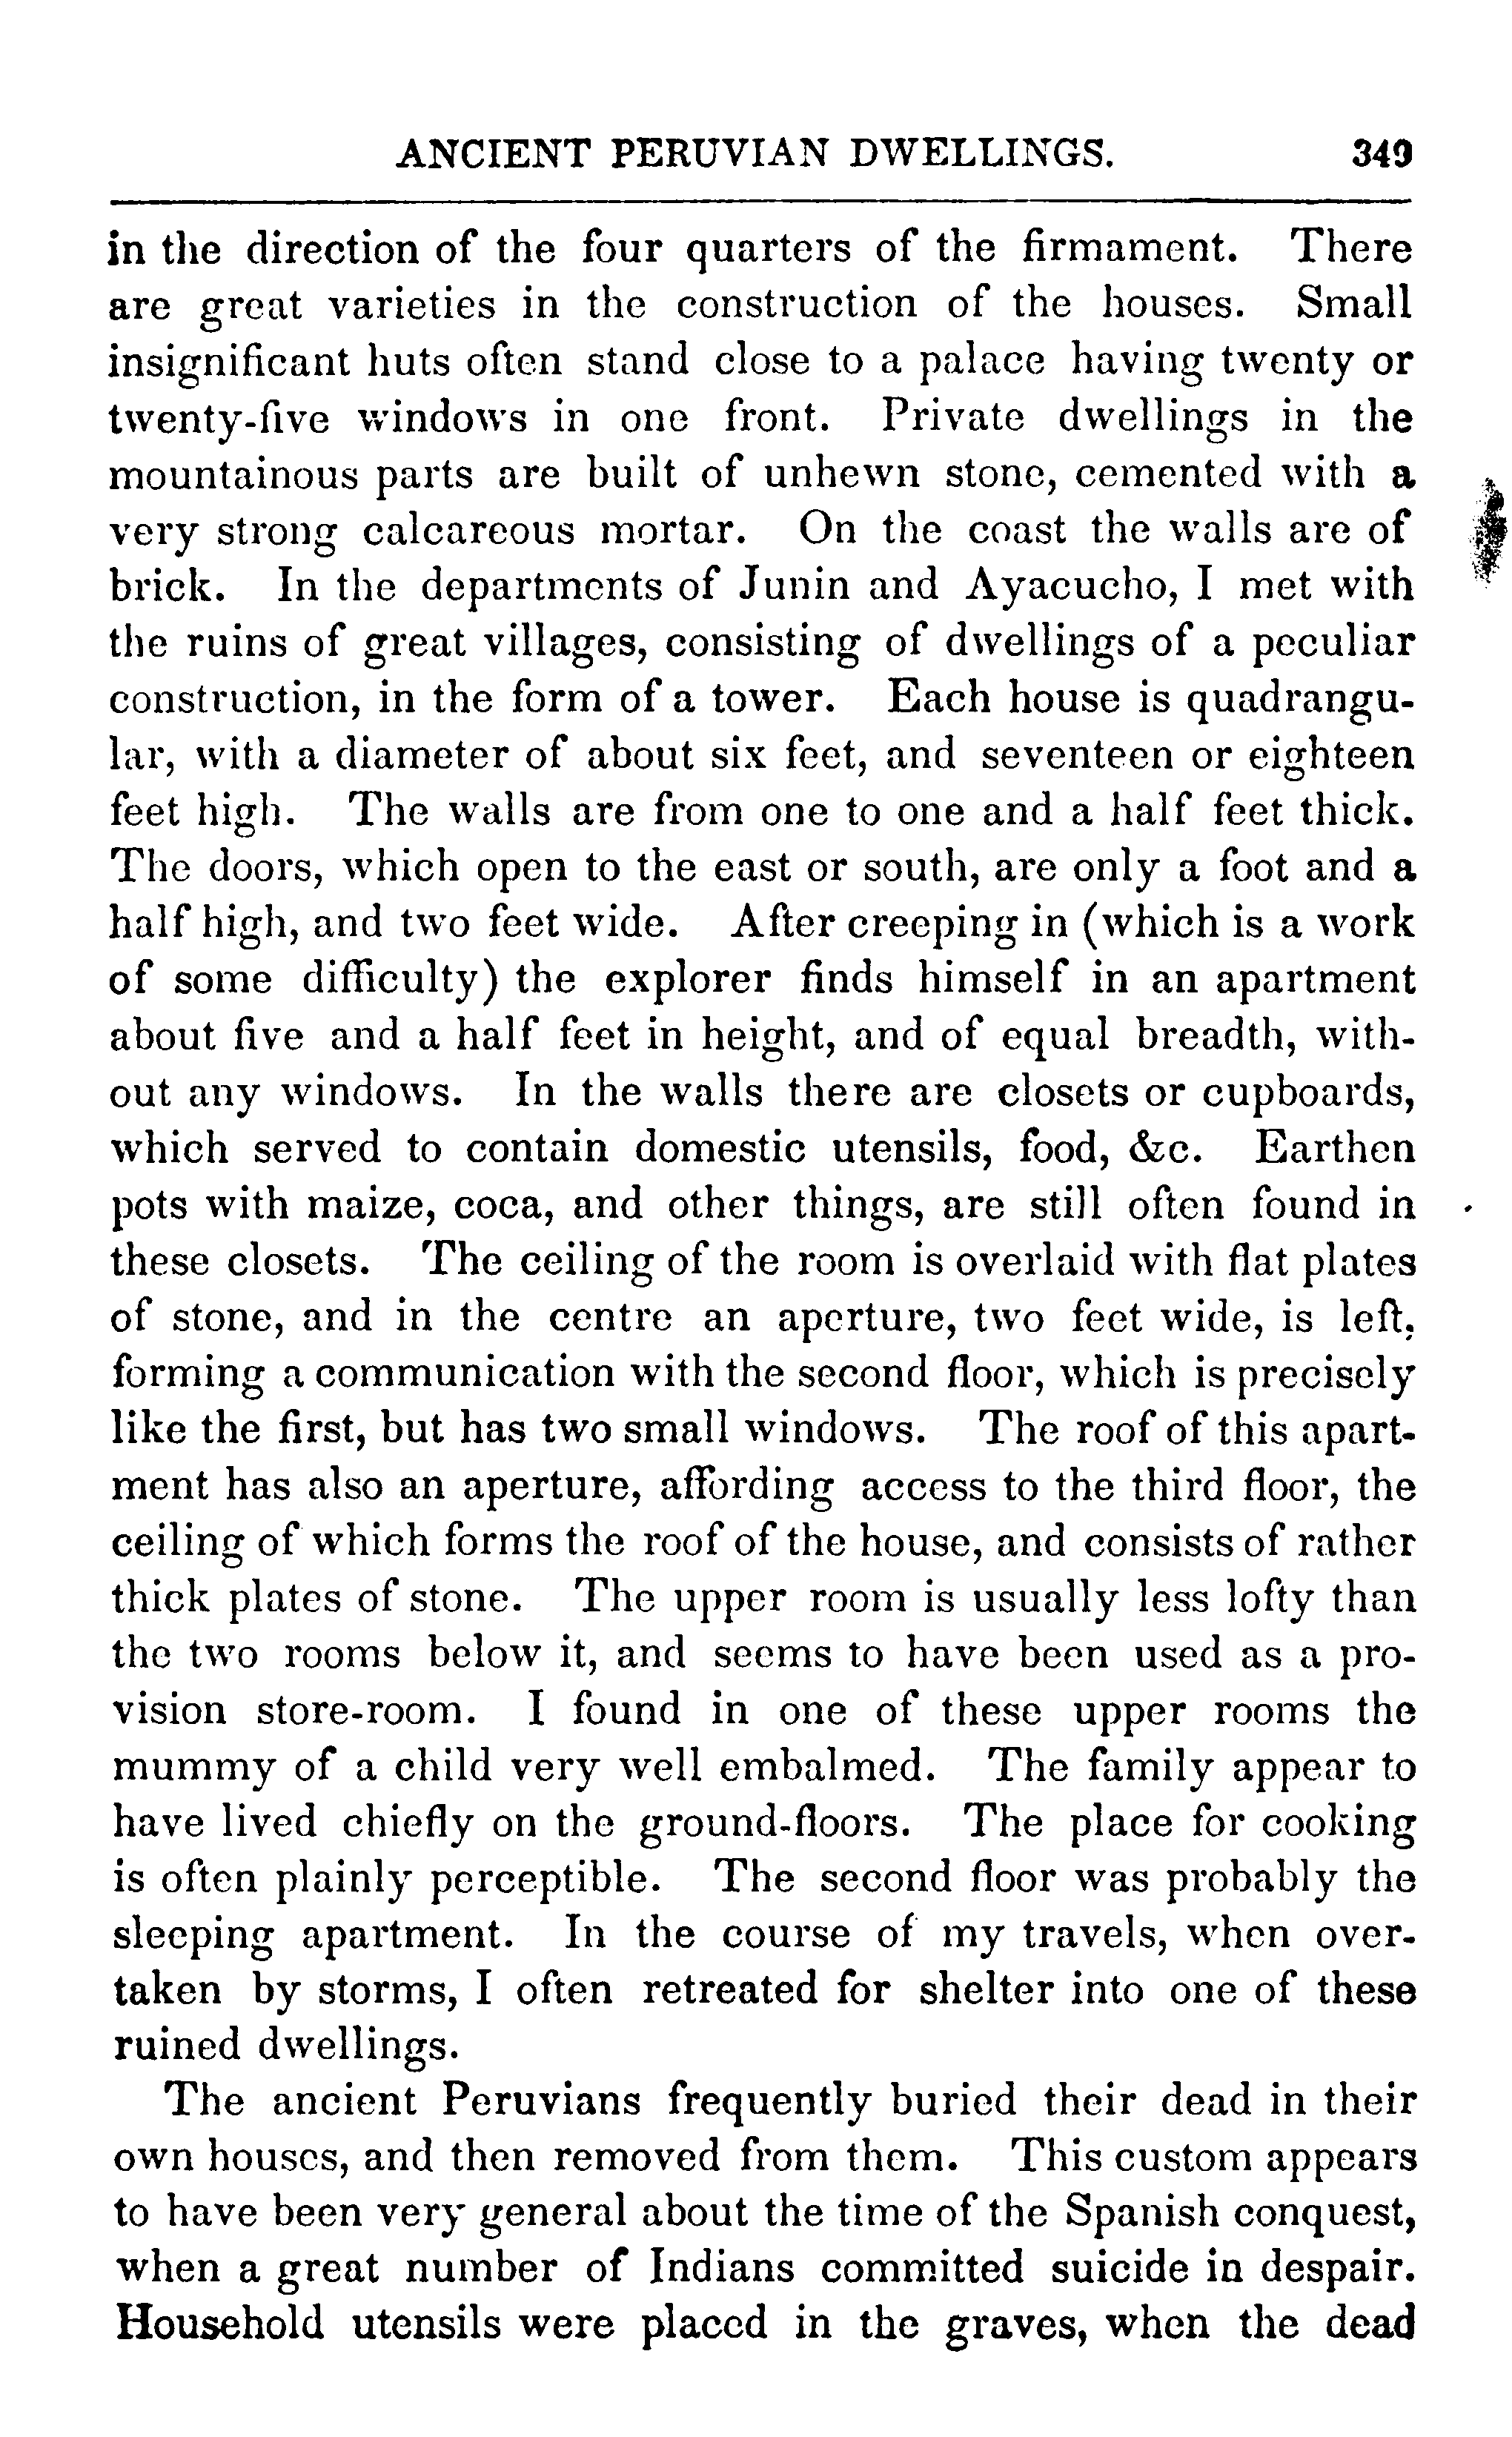 ANCIENT PERUVIAN DWELLINGS. 349
in the direction of the four quarters of the firmament. There
are great varieties in the construction of the houses. Small
insignificant huts often stand close to a palace having twenty or
twenty-five windows in one front. Private dwellings in the
mountainous parts are built of unhewn stone, cemented with a
very strong calcareous mortar. On the coast the walls are of
brick. In the departments of Junin and Ayacucho, I met with
the ruins of great villages, consisting of dwellings of a peculiar
construction, in the form of a tower. Each house is quadrangu-
lar, with a diameter of about six feet, and seventeen or eighteen
feet high. The walls are from one to one and a half feet thick.
The doors, which open to the east or south, are only a foot and a
half high, and two feet wide. After creeping in (which is a work
of some difficulty) the explorer finds himself in an apartment
about five and a half feet in height, and of equal breadth, with-
out any windows. In the walls there are closets or cupboards,
which served to contain domestic utensils, food, &c. Earthen
pots with maize, coca, and other things, are still often found in
these closets. The ceiling of the room is overlaid with flat plates
of stone, and in the centre an aperture, two feet wide, is left,
forming a communication with the second floor, which is precisely
like the first, but has two small windows. The roof of this apart-
ment has also an aperture, affording access to the third floor, the
ceiling of which forms the roof of the house, and consists of rather
thick plates of stone. The upper room is usually less lofty than
the two rooms below it, and seems to have been used as a pro-
vision store-room. I found in one of these upper rooms the
mummy of a child very well embalmed. The family appear to
have lived chiefly on the ground-floors. The place for cooking
is often plainly perceptible. The second floor was probably the
sleeping apartment. In the course of my travels, when over-
taken by storms, I often retreated for shelter into one of these
ruined dwellings.
The ancient Peruvians frequently buried their dead in their
own houses, and then removed from them. This custom appears
to have been very general about the time of the Spanish conquest,
when a great number of Indians committed suicide in despair.
Household utensils were placed in the graves, when the dead